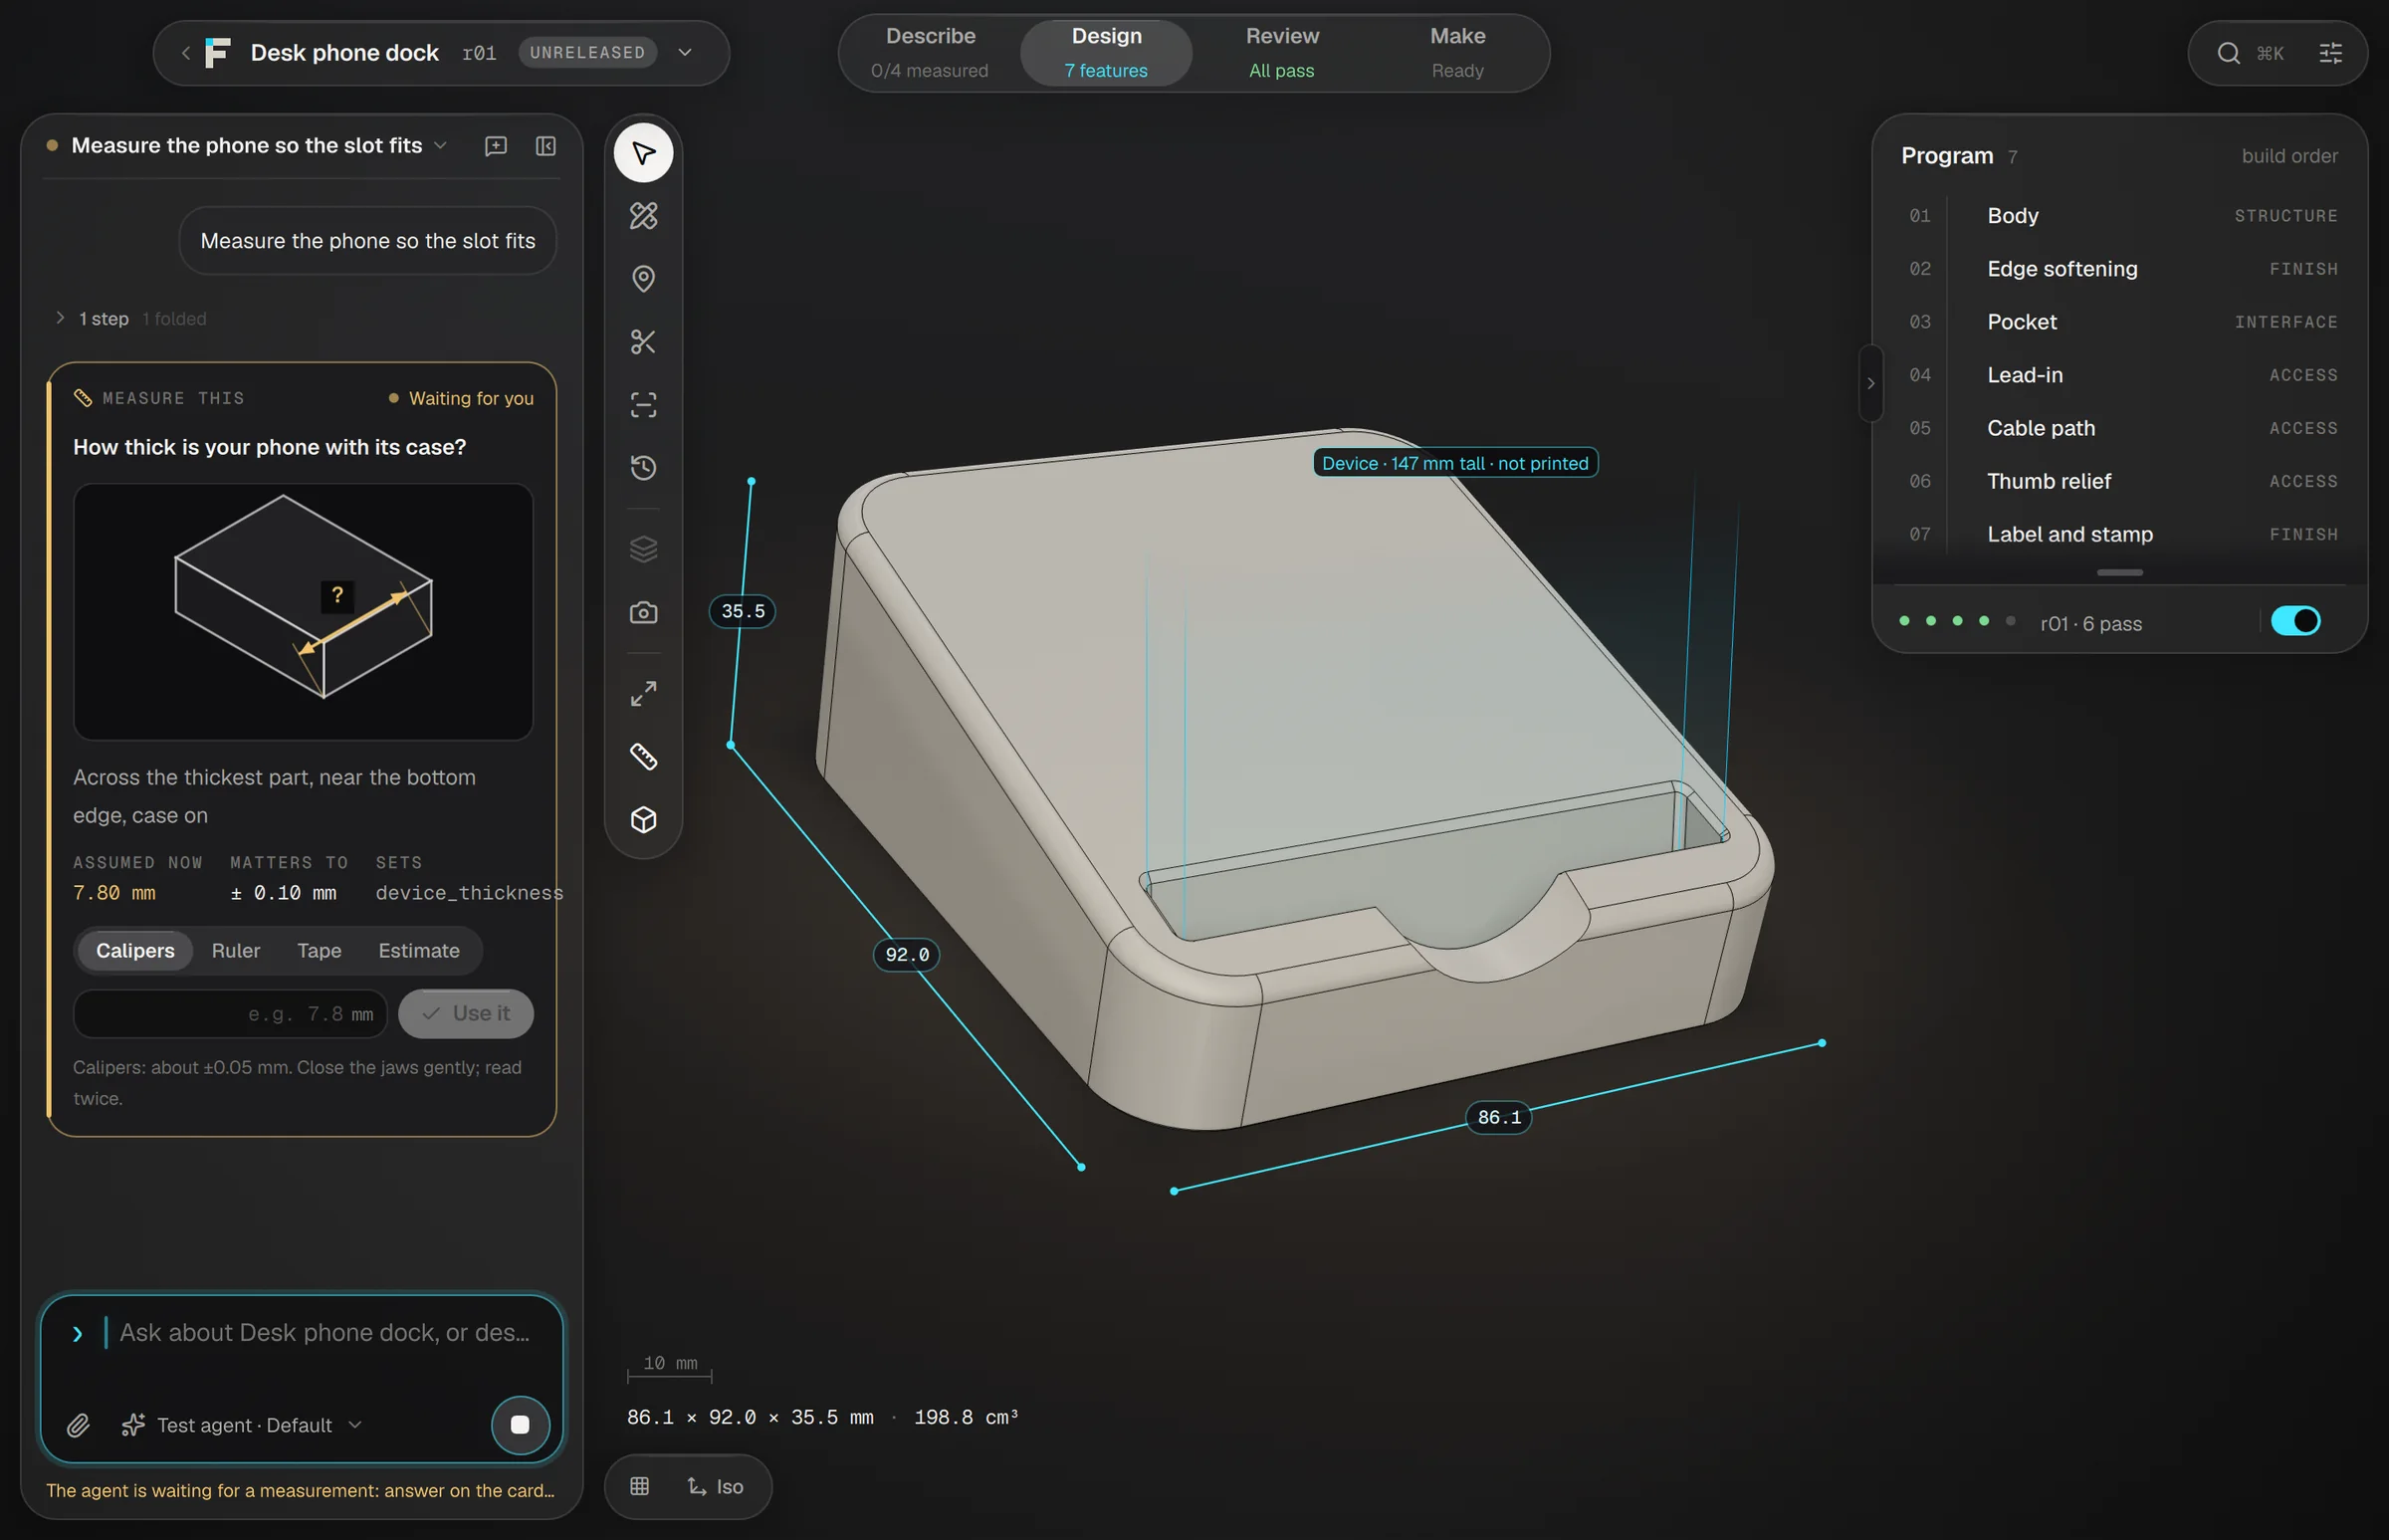 Desk phone dock r01 UNRELEASED
Describe
0/4 measured
Design
7 features
Review
All pass
Make
Ready
⌘K
Measure the phone so the slot fits
Measure the phone so the slot fits
1 step 1 folded
MEASURE THIS
Waiting for you
How thick is your phone with its case?
?
Across the thickest part, near the bottom
edge, case on
ASSUMED NOW MATTERS TO SETS
7.80 mm ± 0.10 mm device_thickness
Calipers Ruler Tape Estimate
e.g. 7.8 mm Use it
Calipers: about ±0.05 mm. Close the jaws gently; read
twice.
Ask about Desk phone dock, or des...
Test agent · Default
The agent is waiting for a measurement: answer on the card...
Device · 147 mm tall · not printed
35.5
92.0
86.1
10 mm
86.1 × 92.0 × 35.5 mm · 198.8 cm³
Iso
Program 7 build order
01 Body STRUCTURE
02 Edge softening FINISH
03 Pocket INTERFACE
04 Lead-in ACCESS
05 Cable path ACCESS
06 Thumb relief ACCESS
07 Label and stamp FINISH
r01 · 6 pass